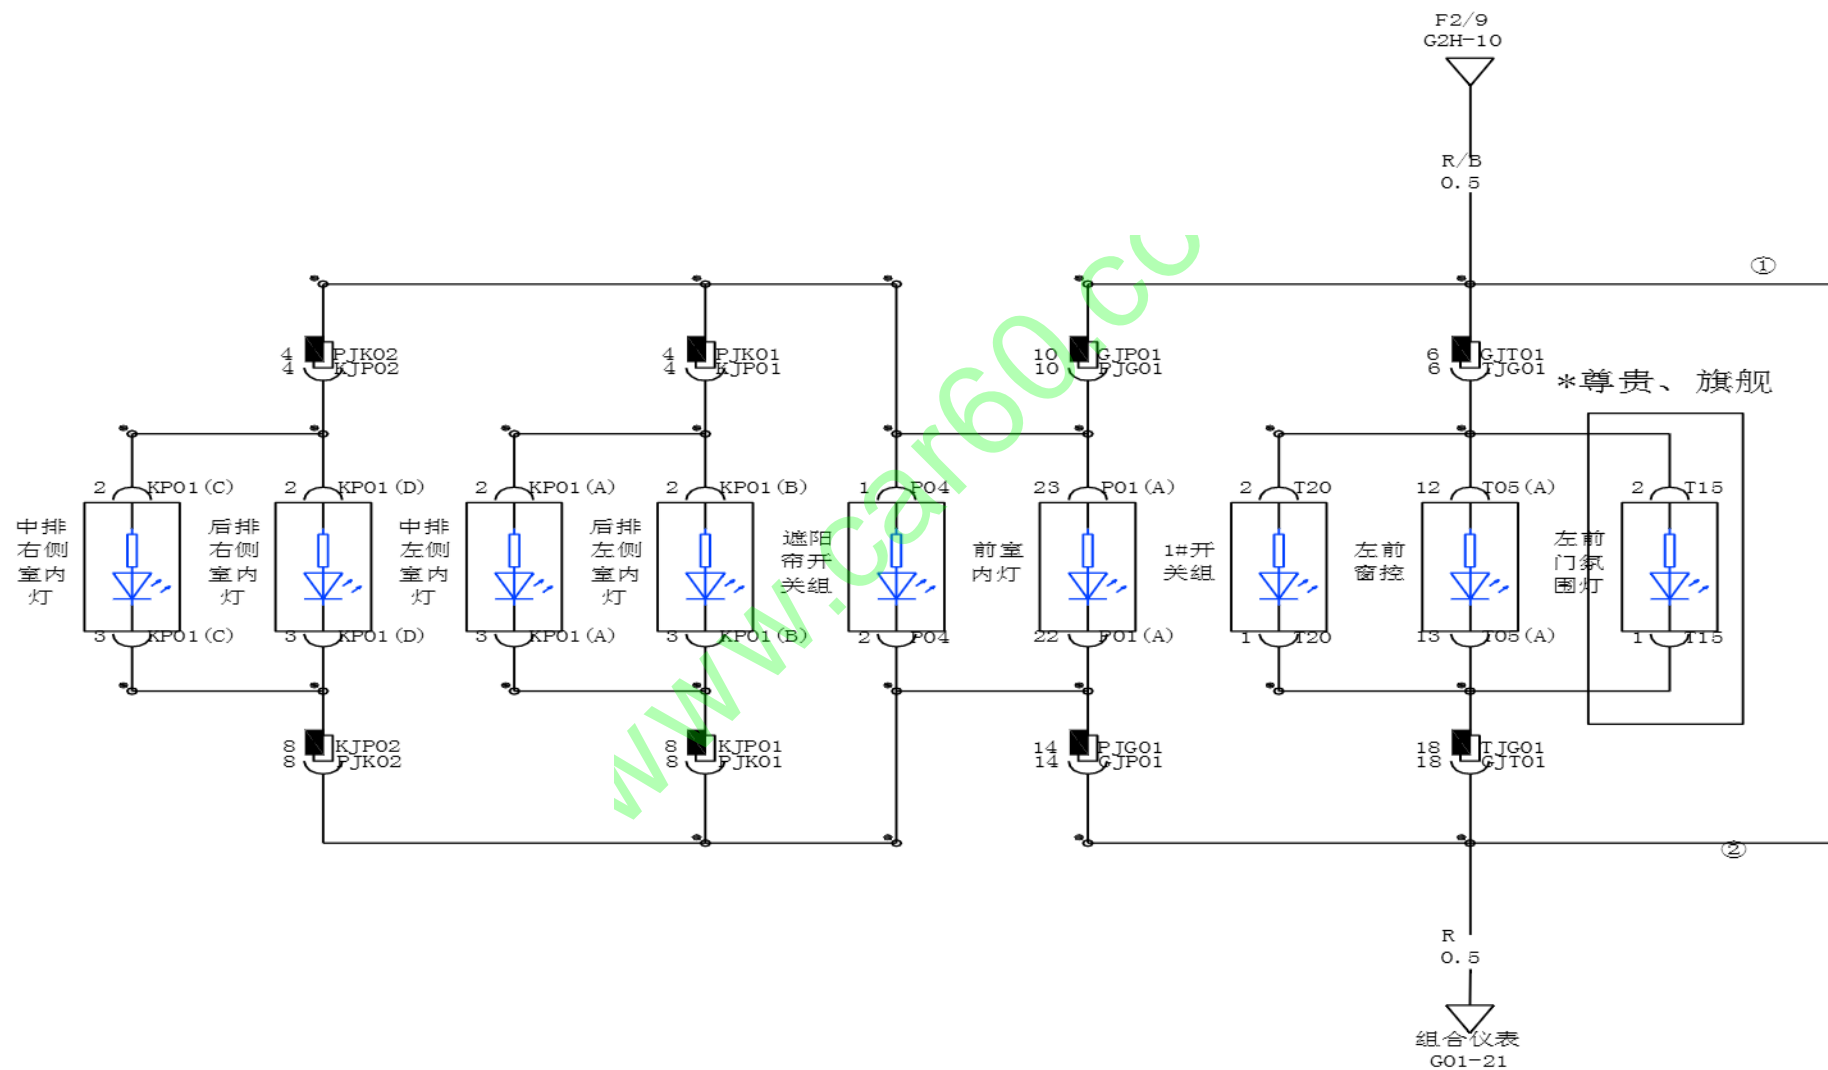 F2/9
G2H-10
R/B
0.5
①
4 PJK02
4 KJP02
4 PJK01
4 KJP01
10 GJP01
10 PJG01
6 GJT01
6 TJG01
*尊贵、旗舰
2 KP01(C)
2 KP01(D)
2 KP01(A)
2 KP01(B)
1 P04
23 P01(A)
2 T20
12 T05(A)
2 T15
中排
右侧
室内
灯
后排
右侧
室内
灯
中排
左侧
室内
灯
后排
左侧
室内
灯
遮阳
帘开
关组
前室
内灯
1#开
关组
左前
窗控
左前
门氛
围灯
3 KP01(C)
3 KP01(D)
3 KP01(A)
3 KP01(B)
2 P04
22 P01(A)
1 T20
13 T05(A)
1 T15
8 KJP02
8 PJK02
8 KJP01
8 PJK01
14 PJG01
14 GJP01
18 TJG01
18 GJT01
②
R
0.5
组合仪表
G01-21
www.car60.co